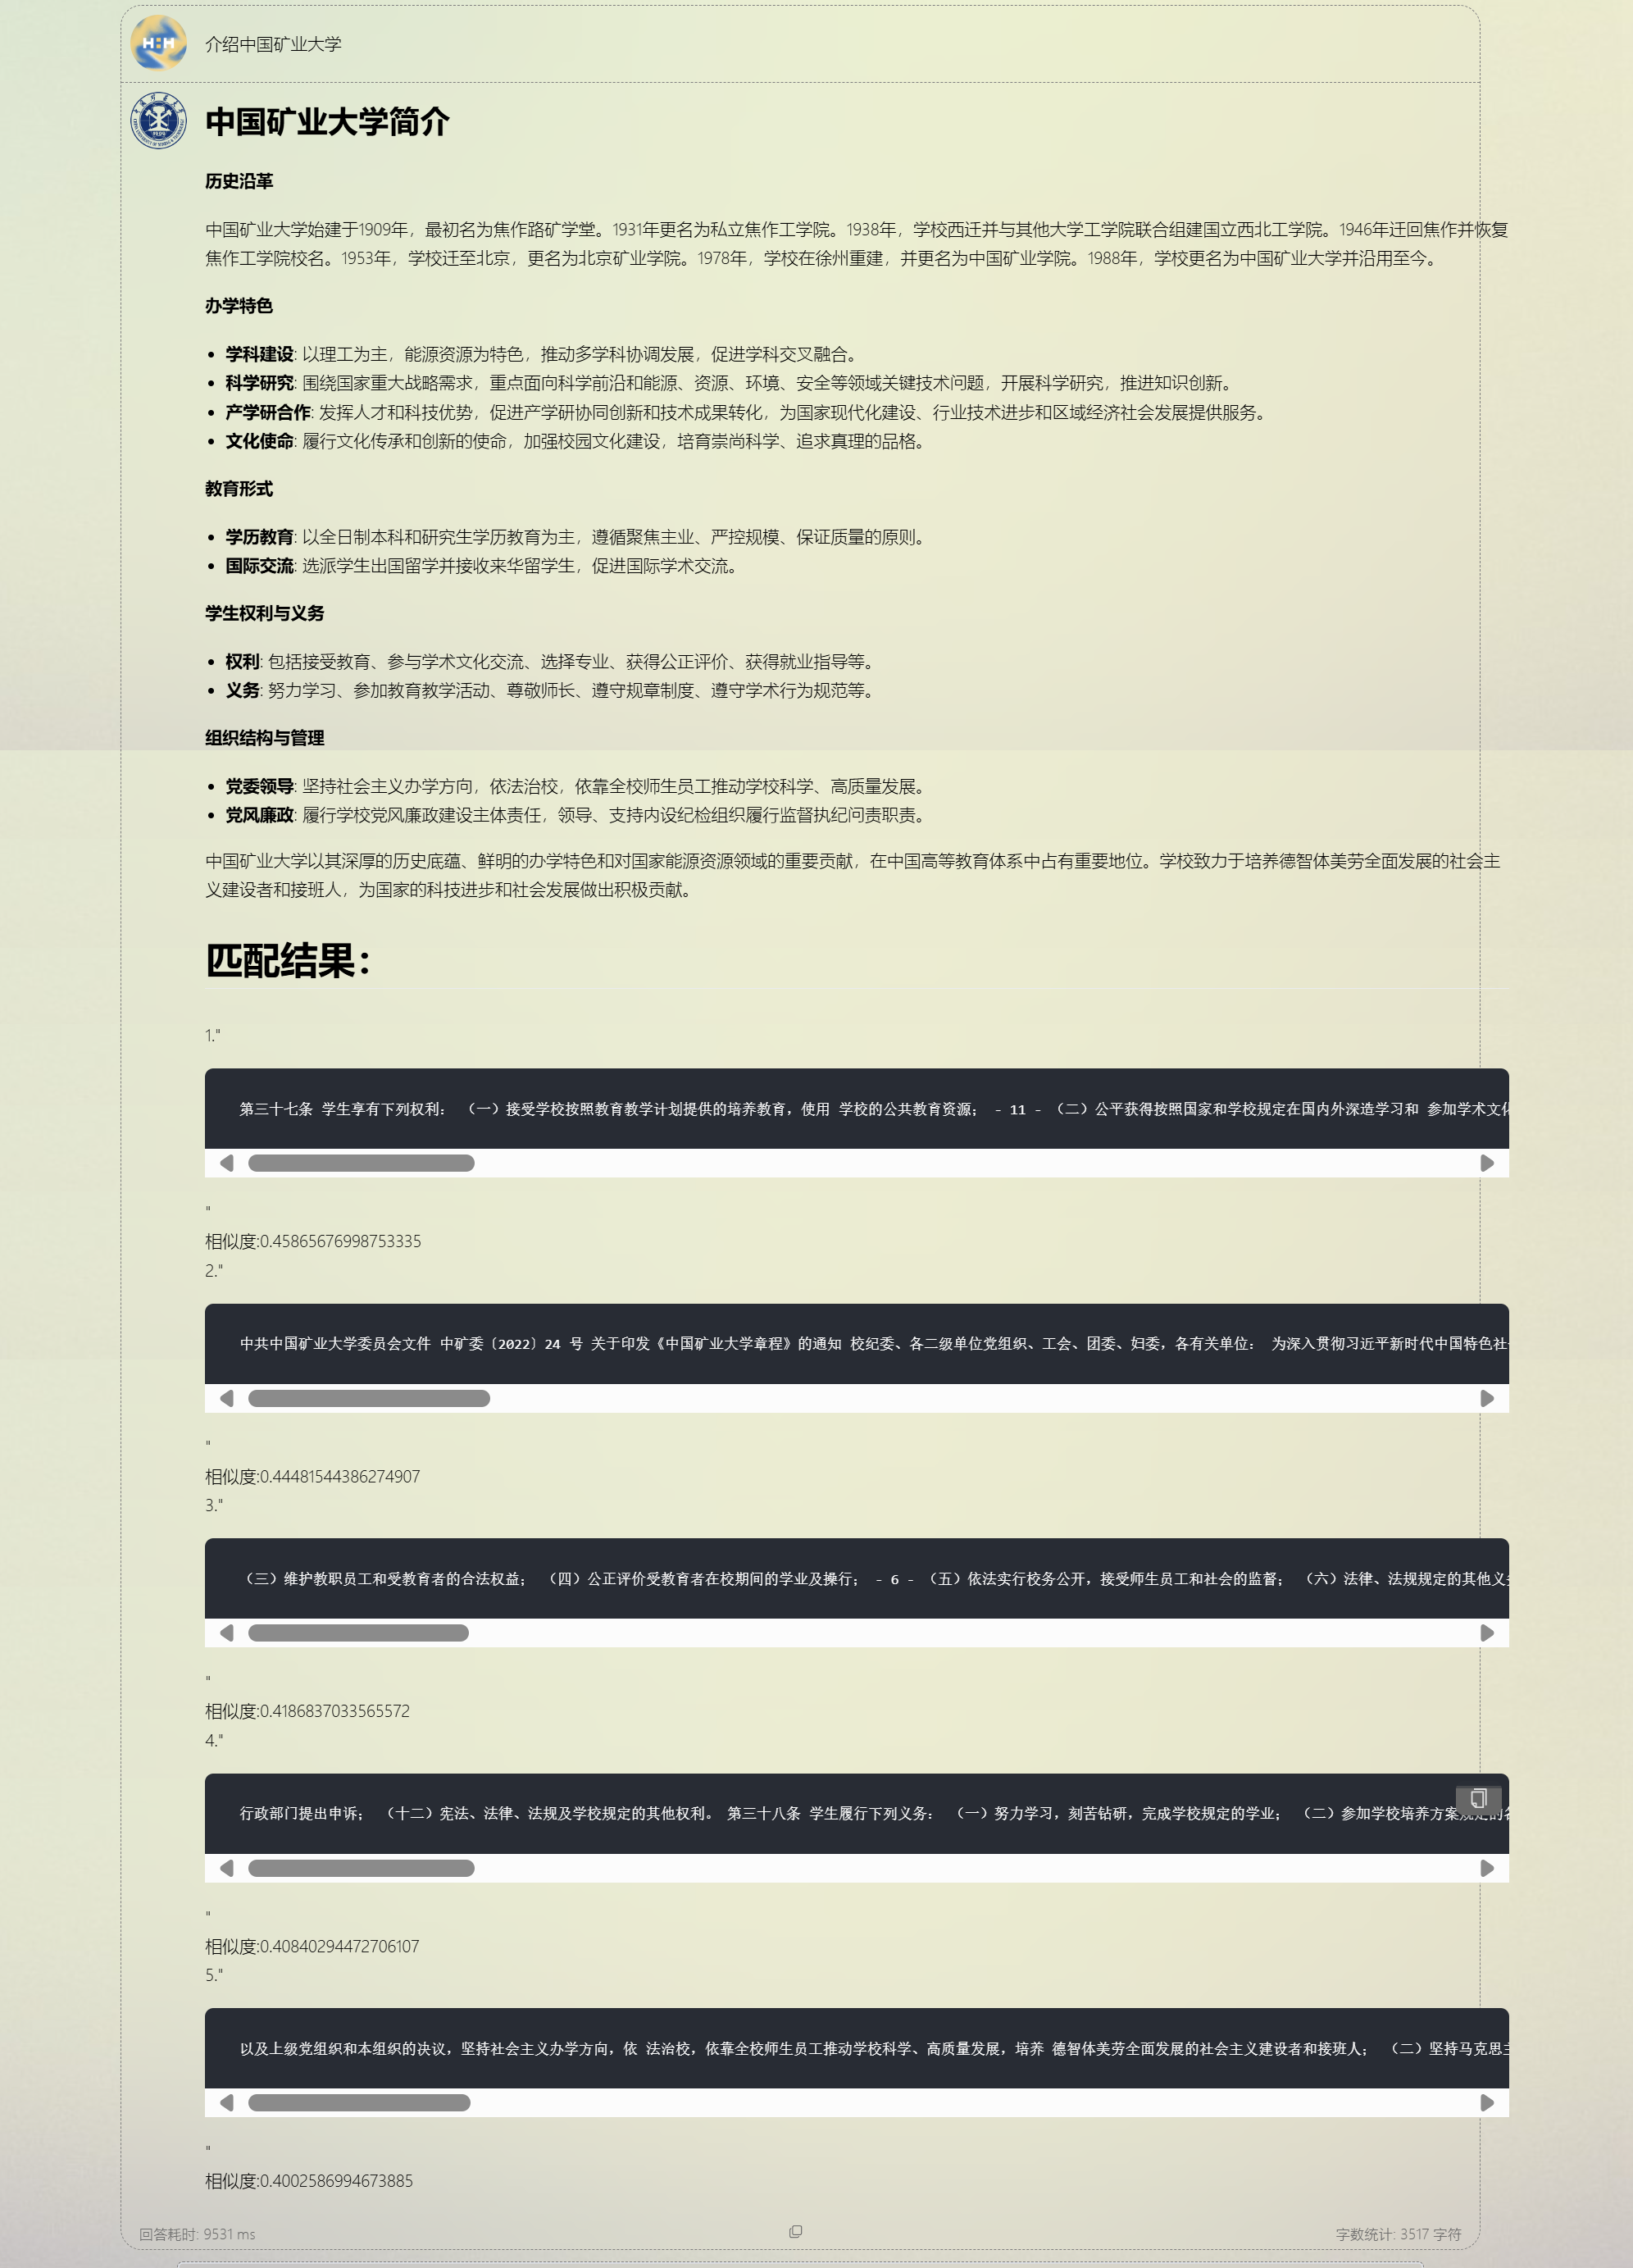 H:H
介绍中国矿业大学
中国矿业大学简介
历史沿革
中国矿业大学始建于1909年，最初名为焦作路矿学堂。1931年更名为私立焦作工学院。1938年，学校西迁并与其他大学工学院联合组建国立西北工学院。1946年迁回焦作并恢复
焦作工学院校名。1953年，学校迁至北京，更名为北京矿业学院。1978年，学校在徐州重建，并更名为中国矿业学院。1988年，学校更名为中国矿业大学并沿用至今。
办学特色
• 学科建设: 以理工为主，能源资源为特色，推动多学科协调发展，促进学科交叉融合。
• 科学研究: 围绕国家重大战略需求，重点面向科学前沿和能源、资源、环境、安全等领域关键技术问题，开展科学研究，推进知识创新。
• 产学研合作: 发挥人才和科技优势，促进产学研协同创新和技术成果转化，为国家现代化建设、行业技术进步和区域经济社会发展提供服务。
• 文化使命: 履行文化传承和创新的使命，加强校园文化建设，培育崇尚科学、追求真理的品格。
教育形式
• 学历教育: 以全日制本科和研究生学历教育为主，遵循聚焦主业、严控规模、保证质量的原则。
• 国际交流: 选派学生出国留学并接收来华留学生，促进国际学术交流。
学生权利与义务
• 权利: 包括接受教育、参与学术文化交流、选择专业、获得公正评价、获得就业指导等。
• 义务: 努力学习、参加教育教学活动、尊敬师长、遵守规章制度、遵守学术行为规范等。
组织结构与管理
• 党委领导: 坚持社会主义办学方向，依法治校，依靠全校师生员工推动学校科学、高质量发展。
• 党风廉政: 履行学校党风廉政建设主体责任，领导、支持内设纪检组织履行监督执纪问责职责。
中国矿业大学以其深厚的历史底蕴、鲜明的办学特色和对国家能源资源领域的重要贡献，在中国高等教育体系中占有重要地位。学校致力于培养德智体美劳全面发展的社会主
义建设者和接班人，为国家的科技进步和社会发展做出积极贡献。
匹配结果：
1."
第三十七条 学生享有下列权利： （一）接受学校按照教育教学计划提供的培养教育，使用 学校的公共教育资源； - 11 - （二）公平获得按照国家和学校规定在国内外深造学习和 参加学术文化
"
相似度:0.45865676998753335
2."
中共中国矿业大学委员会文件 中矿委〔2022〕24 号 关于印发《中国矿业大学章程》的通知 校纪委、各二级单位党组织、工会、团委、妇委，各有关单位： 为深入贯彻习近平新时代中国特色社
"
相似度:0.44481544386274907
3."
（三）维护教职员工和受教育者的合法权益； （四）公正评价受教育者在校期间的学业及操行； - 6 - （五）依法实行校务公开，接受师生员工和社会的监督； （六）法律、法规规定的其他义务
"
相似度:0.4186837033565572
4."
行政部门提出申诉； （十二）宪法、法律、法规及学校规定的其他权利。 第三十八条 学生履行下列义务： （一）努力学习，刻苦钻研，完成学校规定的学业； （二）参加学校培养方案规定的各
"
相似度:0.40840294472706107
5."
以及上级党组织和本组织的决议，坚持社会主义办学方向，依 法治校，依靠全校师生员工推动学校科学、高质量发展，培养 德智体美劳全面发展的社会主义建设者和接班人； （二）坚持马克思主
"
相似度:0.4002586994673885
回答耗时: 9531 ms
字数统计: 3517 字符